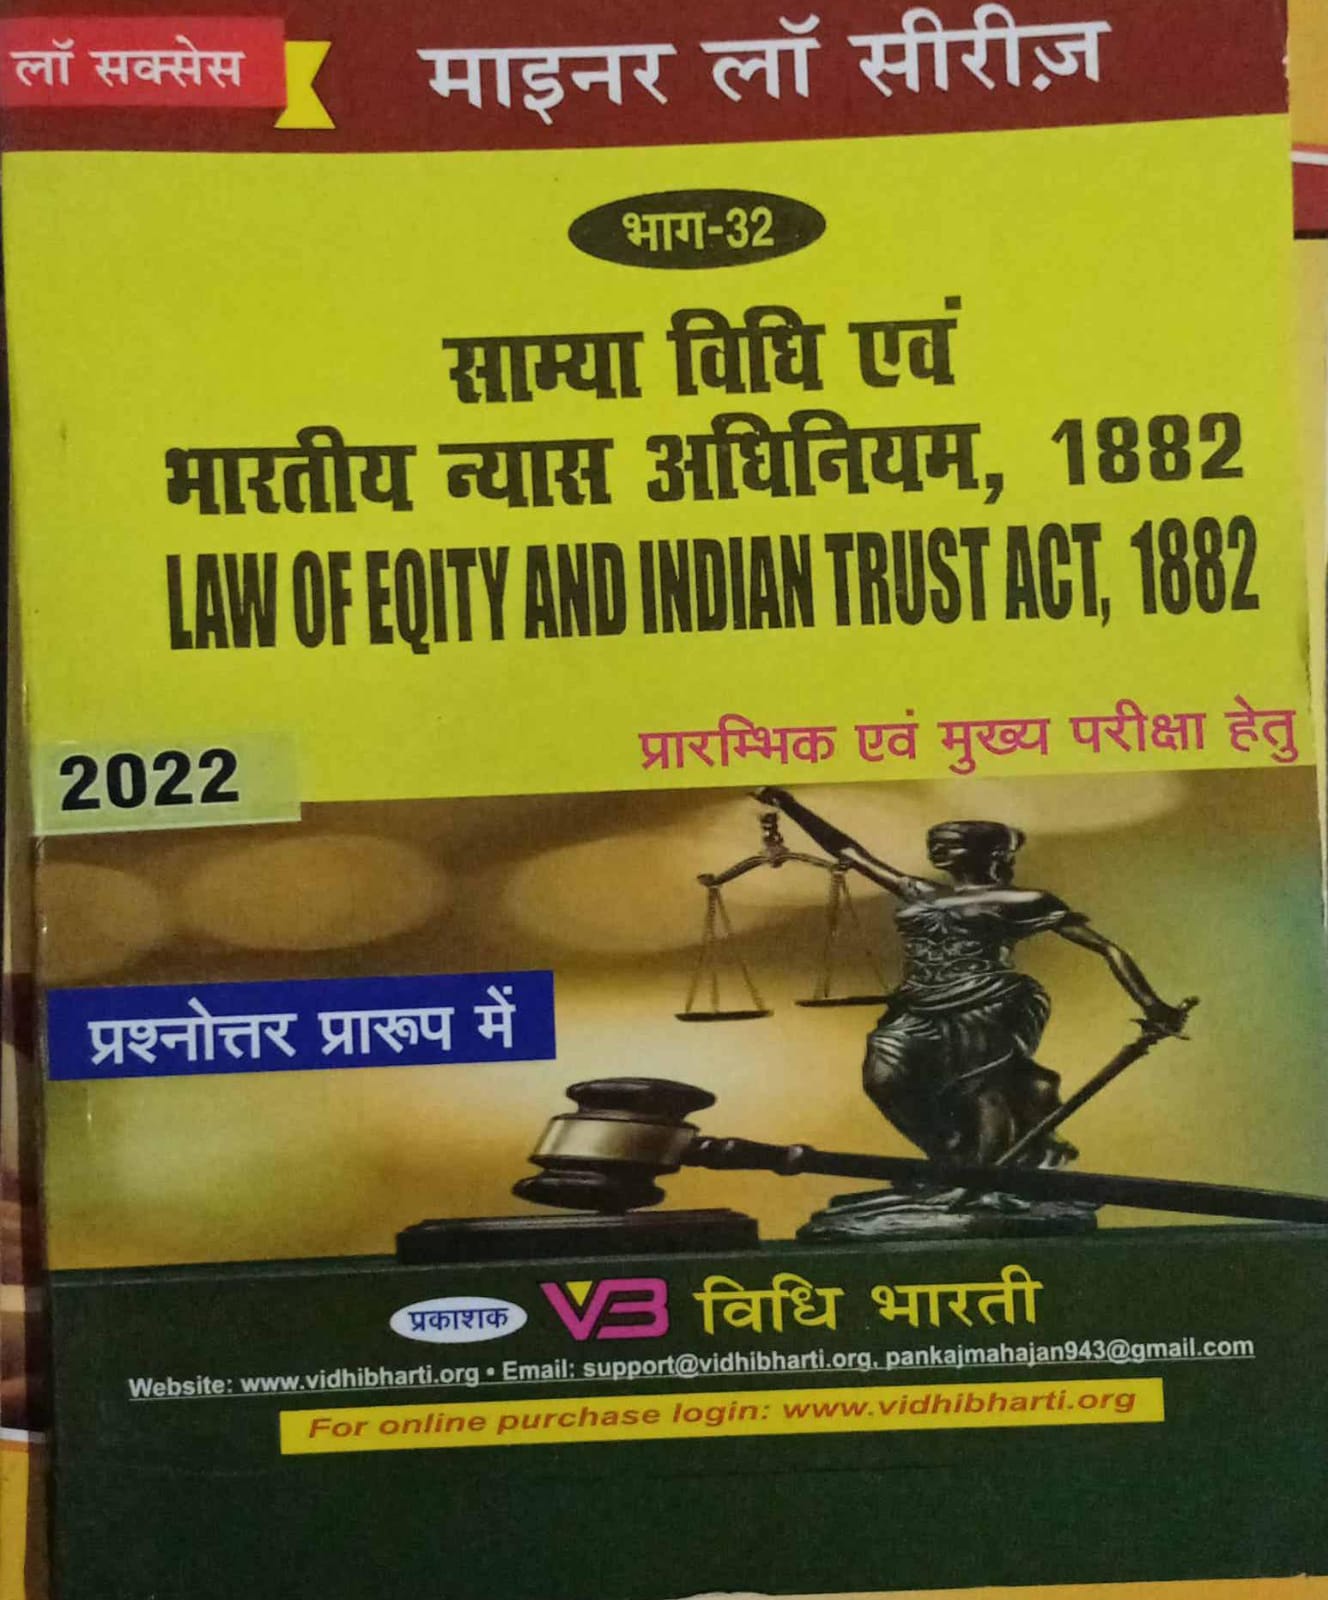 लॉ सक्सेस
माइनर लॉ सीरीज़
भाग-32
साम्या विधि एवं
भारतीय न्यास अधिनियम, 1882
LAW OF EQITY AND INDIAN TRUST ACT, 1882
प्रारम्भिक एवं मुख्य परीक्षा हेतु
2022
प्रश्नोत्तर प्रारूप में
प्रकाशक VB विधि भारती
Website: www.vidhibharti.org • Email: support@vidhibharti.org, pankajmahajan943@gmail.com
For online purchase login: www.vidhibharti.org